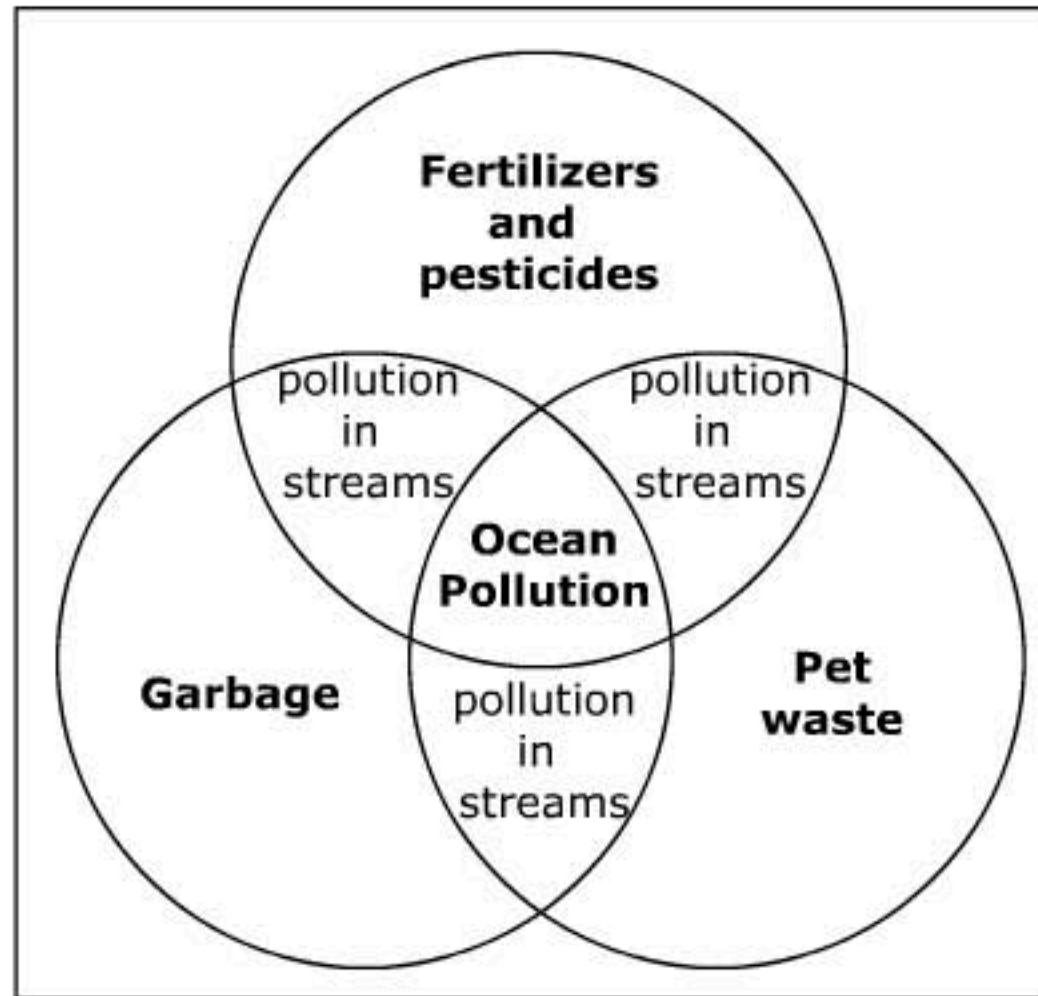 Fertilizers
and
pesticides
pollution
in
streams
pollution
in
streams
Ocean
Pollution
Garbage
pollution
in
streams
Pet
waste